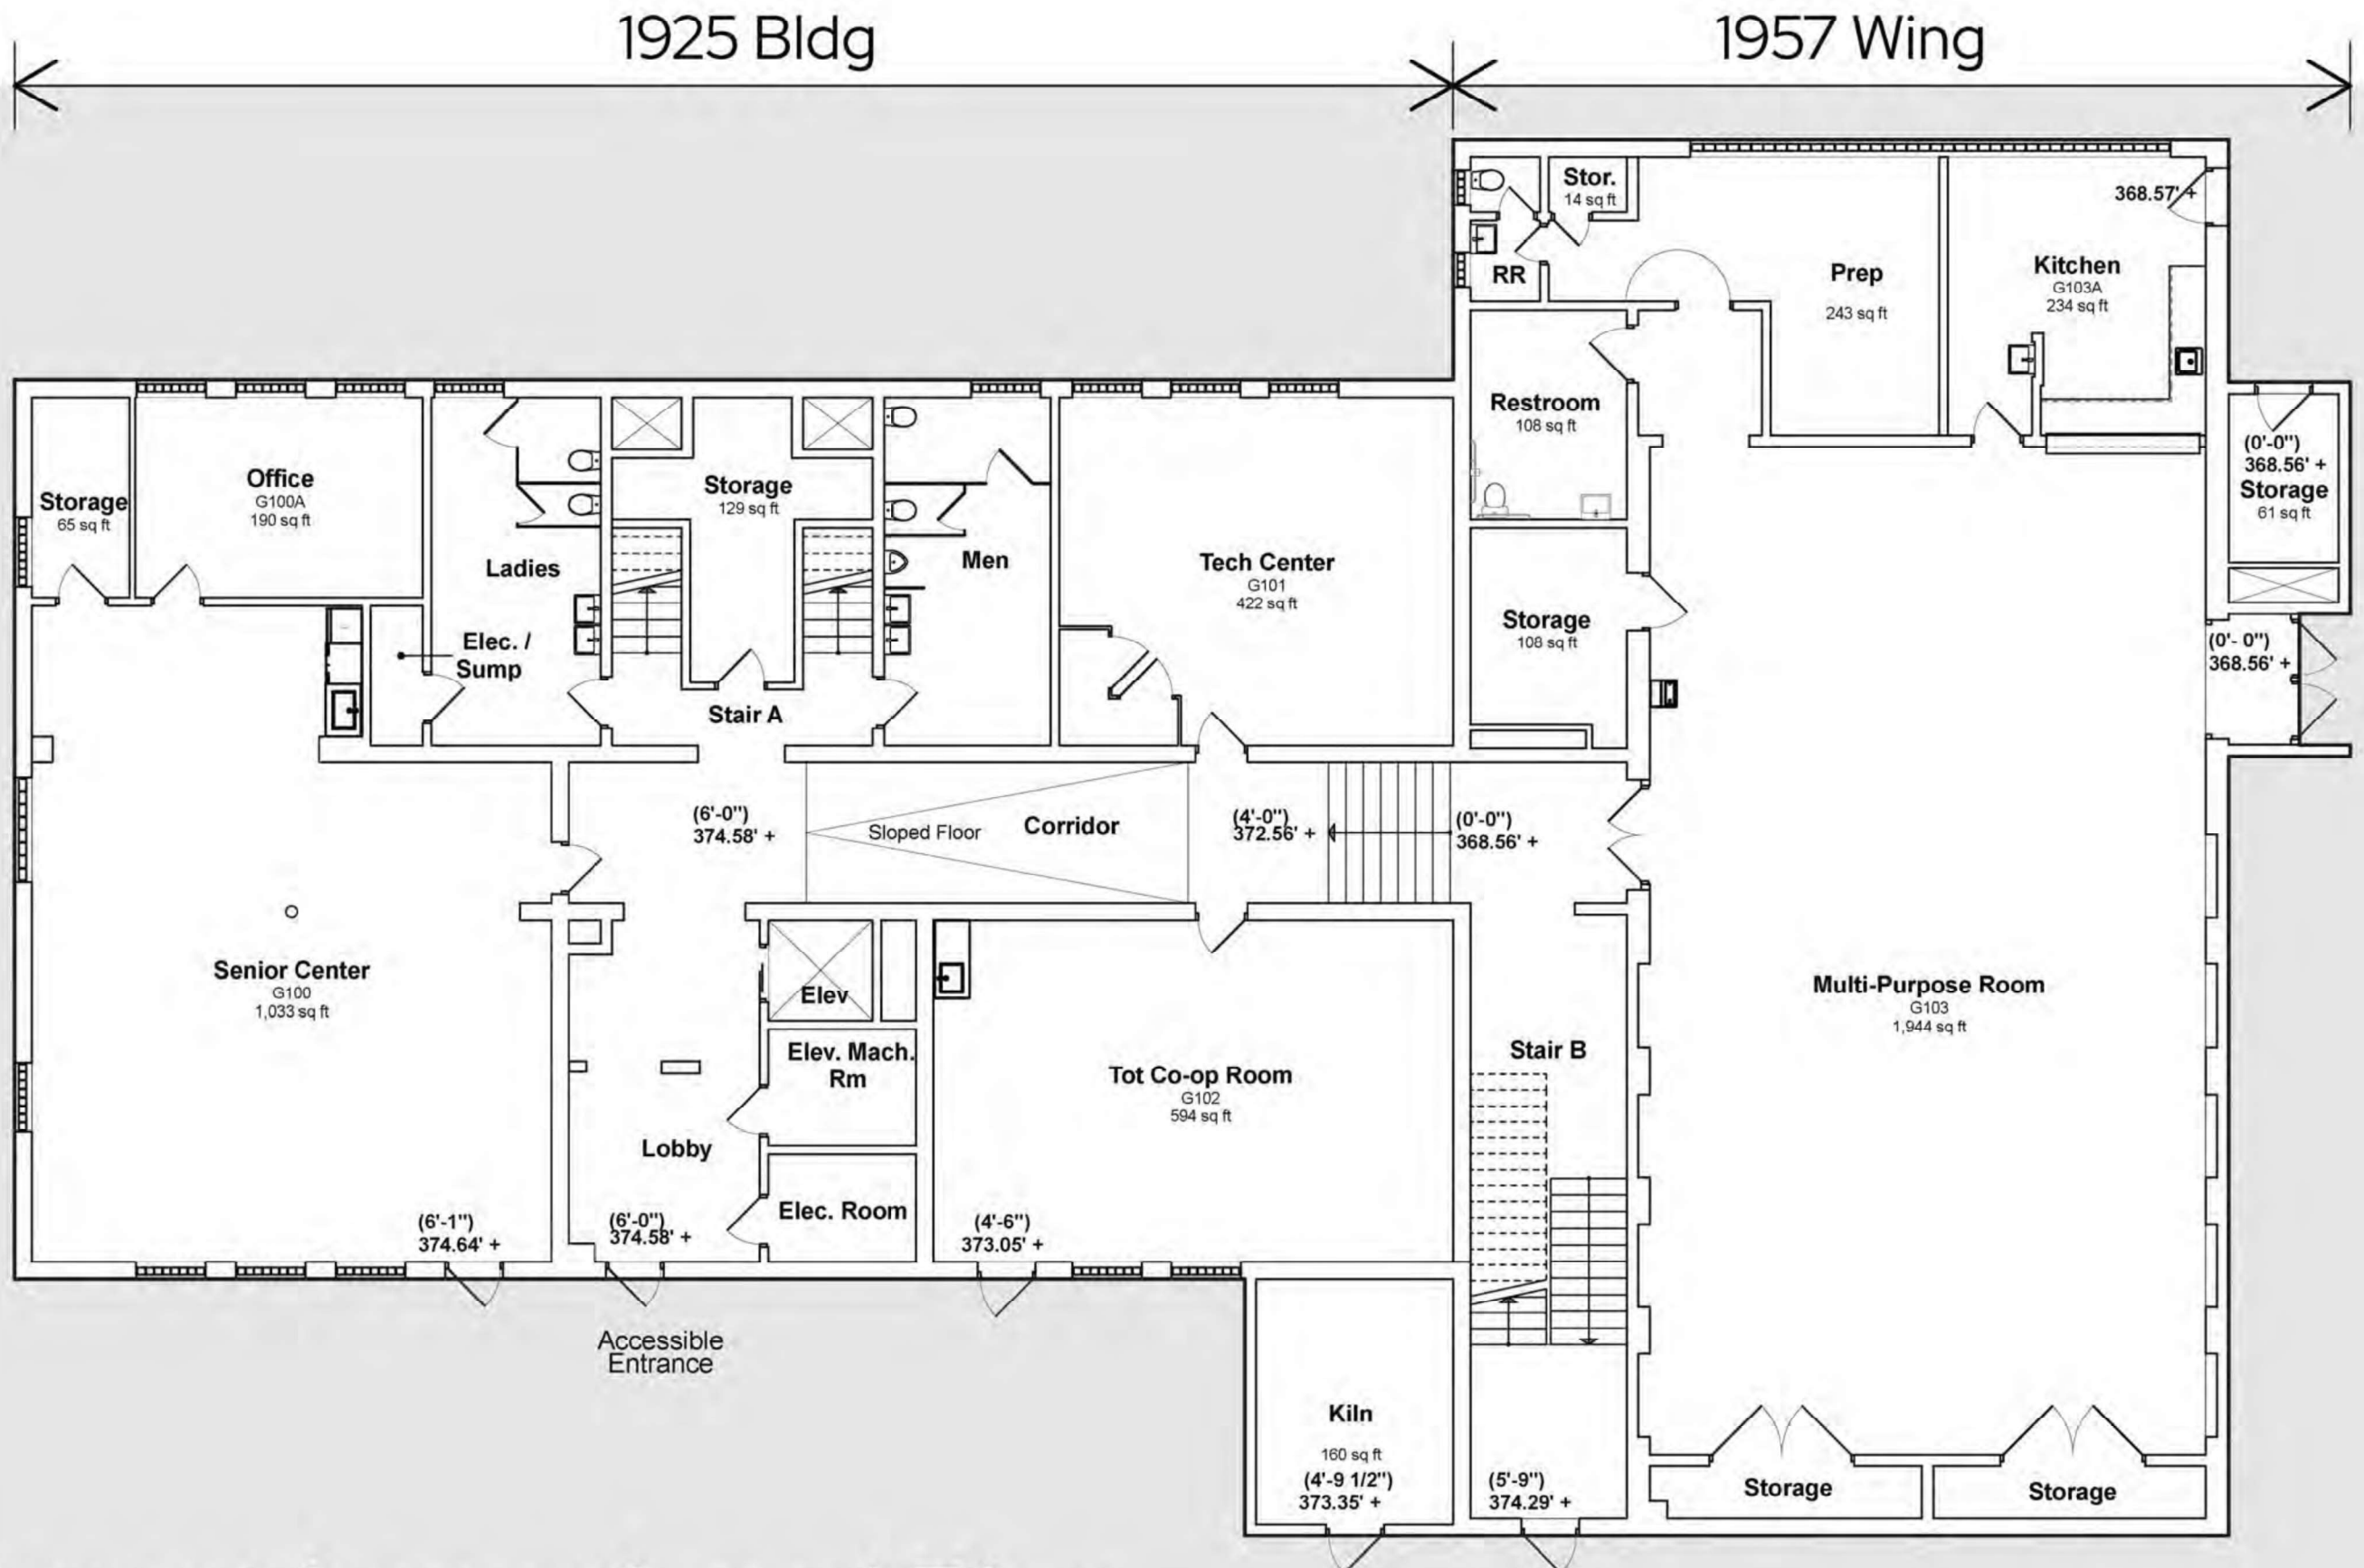 1925 Bldg
1957 Wing
Stor.
14 sq ft
368.57' +
RR
Prep
243 sq ft
Kitchen
G103A
234 sq ft
Restroom
108 sq ft
(0'-0")
368.56' +
Storage
61 sq ft
Storage
65 sq ft
Office
G100A
190 sq ft
Storage
129 sq ft
Ladies
Men
Tech Center
G101
422 sq ft
Elec. /
Sump
Storage
108 sq ft
(0'- 0")
368.56' +
Stair A
(6'-0")
374.58' +
Sloped Floor
Corridor
(4'-0")
372.56' +
(0'-0")
368.56' +
Senior Center
G100
1,033 sq ft
Elev
Elev. Mach.
Rm
Lobby
Elec. Room
Tot Co-op Room
G102
594 sq ft
Stair B
Multi-Purpose Room
G103
1,944 sq ft
(6'-1")
374.64' +
(6'-0")
374.58' +
(4'-6")
373.05' +
Accessible
Entrance
Kiln
160 sq ft
(4'-9 1/2")
373.35' +
(5'-9")
374.29' +
Storage
Storage